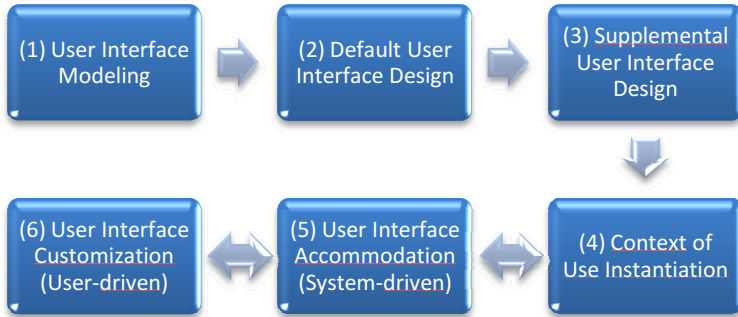 (1) User Interface
Modeling
(2) Default User
Interface Design
(3) Supplemental
User Interface
Design
(4) Context of
Use Instantiation
(5) User Interface
Accommodation
(System-driven)
(6) User Interface
Customization
(User-driven)